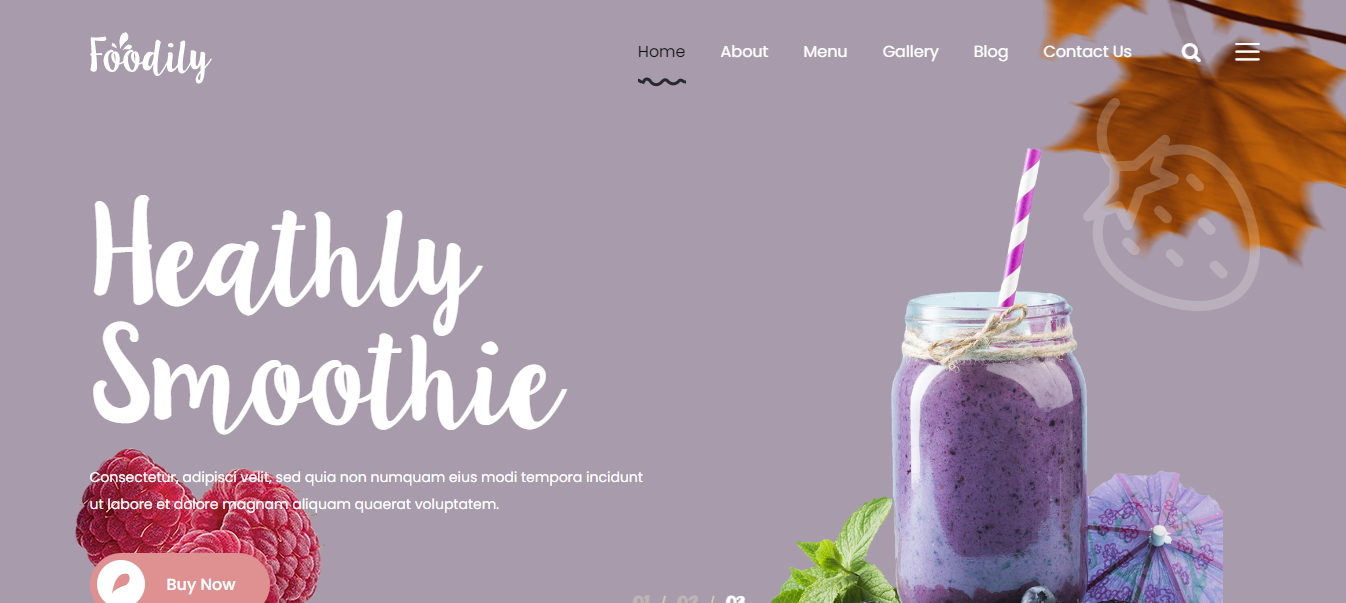 Foodily
Home About Menu Gallery Blog Contact Us
Heathly
Smoothie
Consectetur, adipisci velit, sed quia non numquam eius modi tempora incidunt
ut labore et dolore magnam aliquam quaerat voluptatem.
Buy Now
01 / 02 / 03